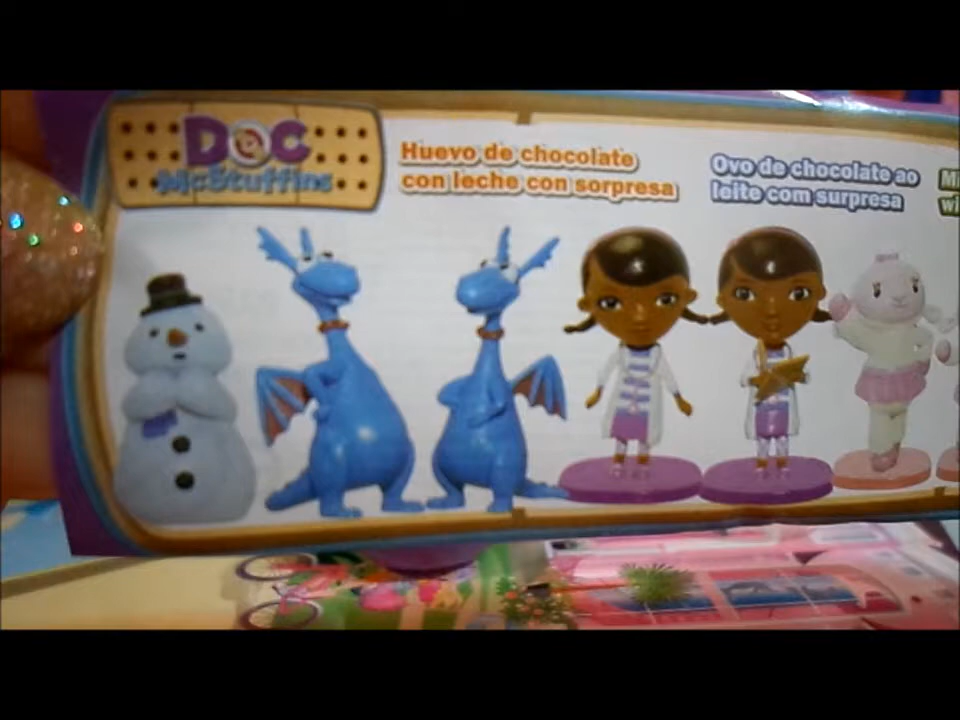 DOC
McStuffins
Huevo de chocolate
con leche con sorpresa
Ovo de chocolate ao
leite com surpresa